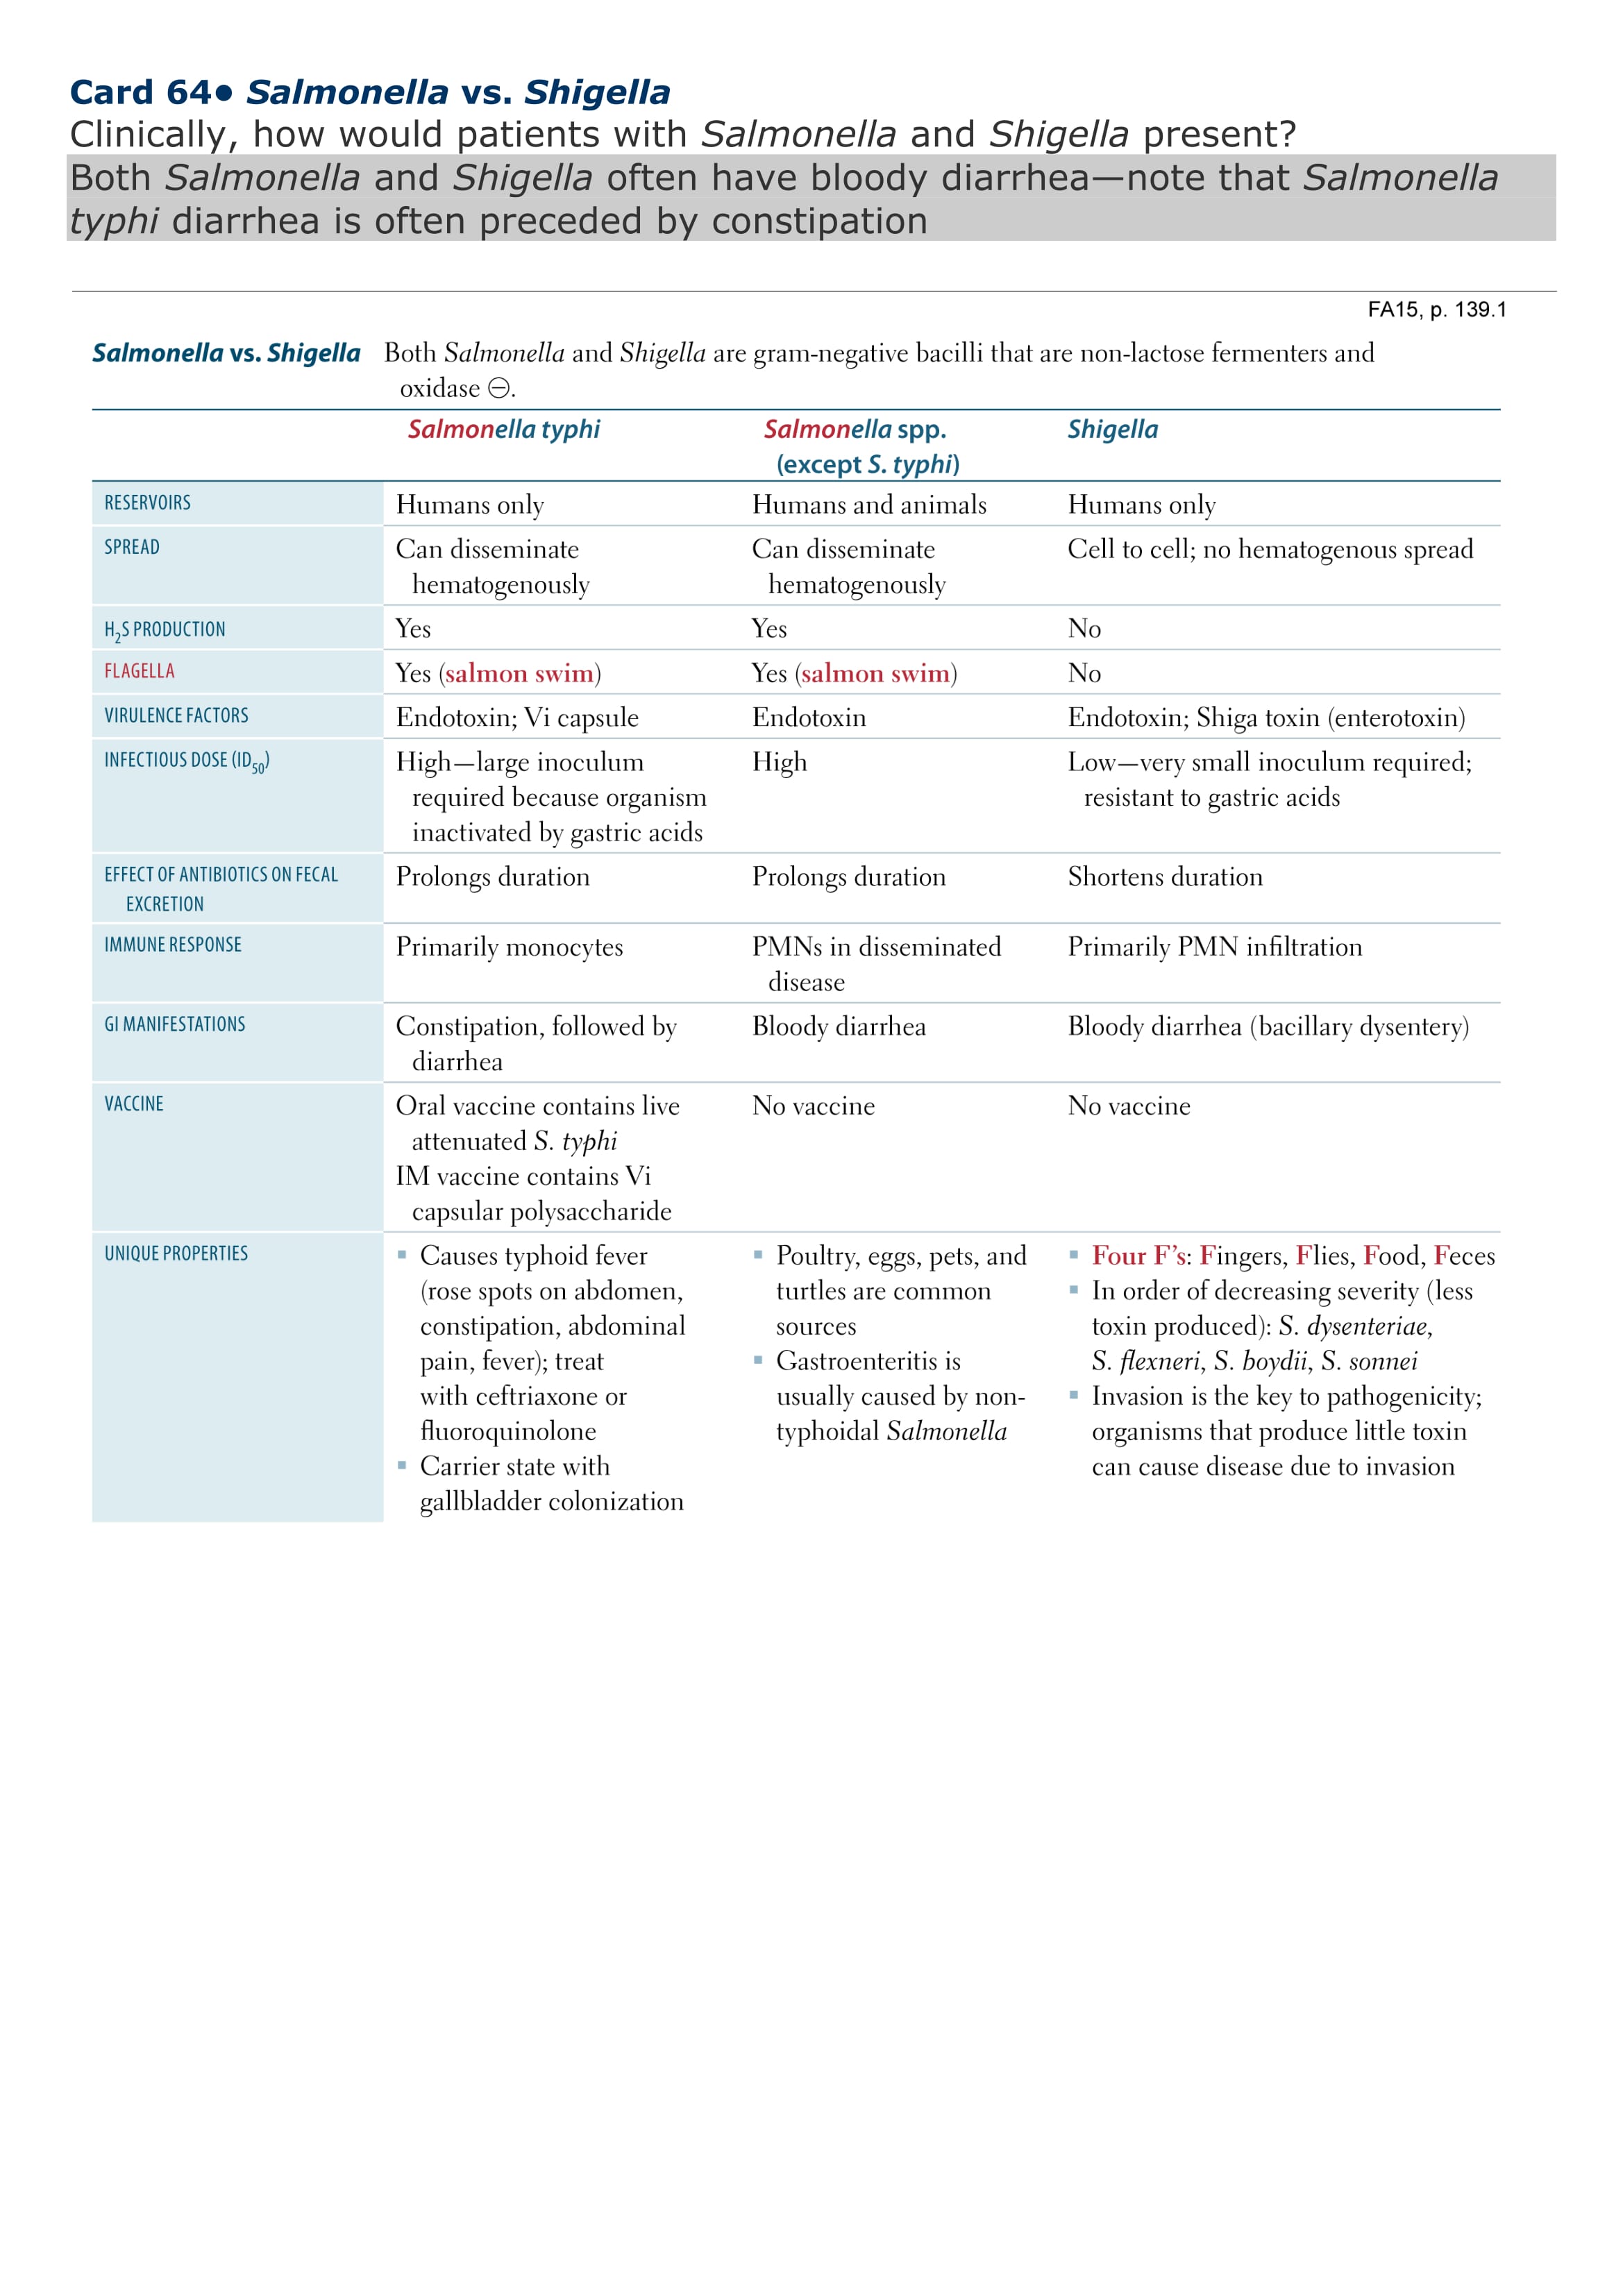 Card 64● Salmonella vs. Shigella
Clinically, how would patients with Salmonella and Shigella present?
Both Salmonella and Shigella often have bloody diarrhea—note that Salmonella
typhi diarrhea is often preceded by constipation
FA15, p. 139.1
Salmonella vs. Shigella Both Salmonella and Shigella are gram-negative bacilli that are non-lactose fermenters and
oxidase ⊖.
Salmonella typhi Salmonella spp. Shigella
(except S. typhi)
RESERVOIRS Humans only Humans and animals Humans only
SPREAD Can disseminate Can disseminate Cell to cell; no hematogenous spread
hematogenously hematogenously
H₂S PRODUCTION Yes Yes No
FLAGELLA Yes (salmon swim) Yes (salmon swim) No
VIRULENCE FACTORS Endotoxin; Vi capsule Endotoxin Endotoxin; Shiga toxin (enterotoxin)
INFECTIOUS DOSE (ID₅₀) High—large inoculum High Low—very small inoculum required;
required because organism resistant to gastric acids
inactivated by gastric acids
EFFECT OF ANTIBIOTICS ON FECAL Prolongs duration Prolongs duration Shortens duration
EXCRETION
IMMUNE RESPONSE Primarily monocytes PMNs in disseminated Primarily PMN infiltration
disease
GI MANIFESTATIONS Constipation, followed by Bloody diarrhea Bloody diarrhea (bacillary dysentery)
diarrhea
VACCINE Oral vaccine contains live No vaccine No vaccine
attenuated S. typhi
IM vaccine contains Vi
capsular polysaccharide
UNIQUE PROPERTIES ▪ Causes typhoid fever ▪ Poultry, eggs, pets, and ▪ Four F's: Fingers, Flies, Food, Feces
(rose spots on abdomen, turtles are common ▪ In order of decreasing severity (less
constipation, abdominal sources toxin produced): S. dysenteriae,
pain, fever); treat ▪ Gastroenteritis is S. flexneri, S. boydii, S. sonnei
with ceftriaxone or usually caused by non- ▪ Invasion is the key to pathogenicity;
fluoroquinolone typhoidal Salmonella organisms that produce little toxin
▪ Carrier state with can cause disease due to invasion
gallbladder colonization